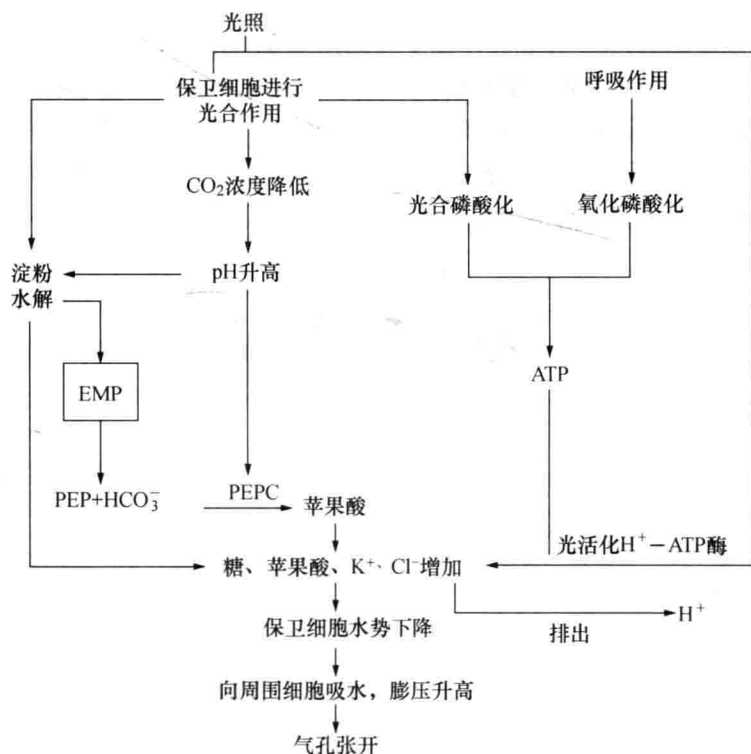 光照
保卫细胞进行
光合作用
呼吸作用
CO₂浓度降低
光合磷酸化
氧化磷酸化
淀粉
水解
pH升高
EMP
ATP
PEP+HCO₃⁻
PEPC
苹果酸
光活化H⁺-ATP酶
糖、苹果酸、K⁺、Cl⁻增加
排出
H⁺
保卫细胞水势下降
向周围细胞吸水，膨压升高
气孔张开